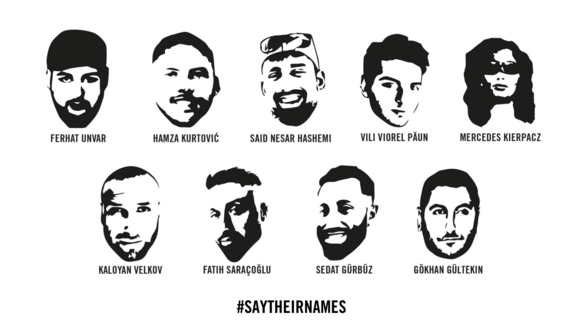 FERHAT UNVAR
HAMZA KURTOVIĆ
SAID NESAR HASHEMI
VILI VIOREL PĂUN
MERCEDES KIERPACZ
KALOYAN VELKOV
FATIH SARAÇOĞLU
SEDAT GÜRBÜZ
GÖKHAN GÜLTEKIN
#SAYTHEIRNAMES